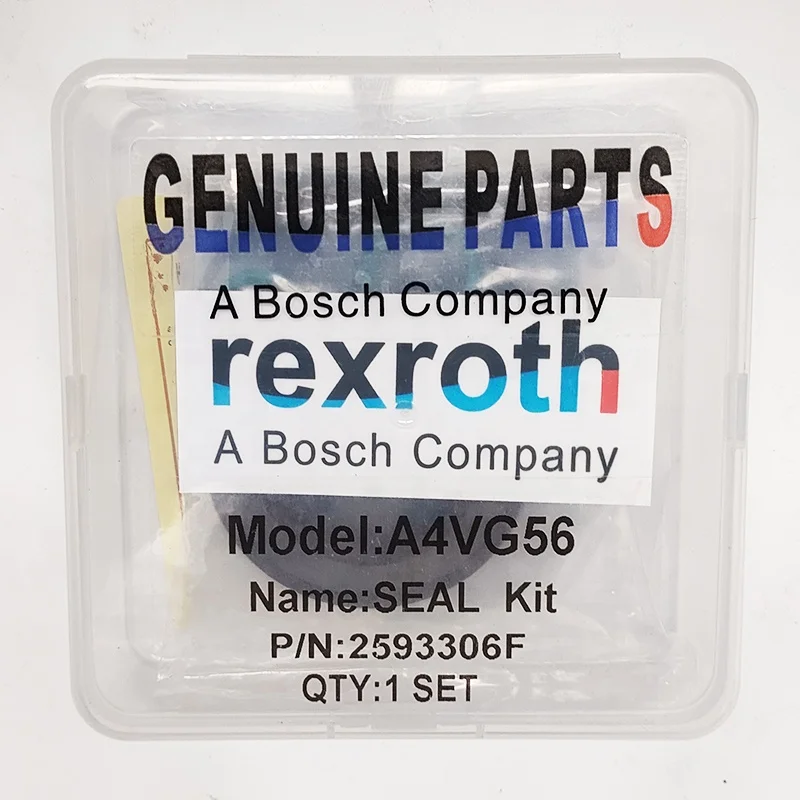 GENUINE PARTS
A Bosch Company
rexroth
A Bosch Company
Model:A4VG56
Name:SEAL Kit
P/N:2593306F
QTY:1 SET